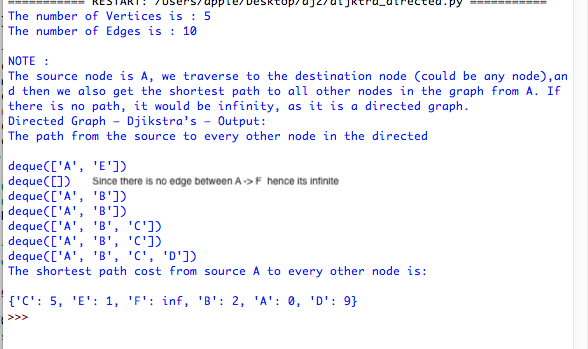 =========== RESTART: /Users/apple/Desktop/aj2/dijktra_directed.py ===========
The number of Vertices is : 5
The number of Edges is : 10
NOTE :
The source node is A, we traverse to the destination node (could be any node),an
d then we also get the shortest path to all other nodes in the graph from A. If
there is no path, it would be infinity, as it is a directed graph.
Directed Graph – Djikstra’s – Output:
The path from the source to every other node in the directed
deque(['A', 'E'])
deque([]) Since there is no edge between A -> F hence its infinite
deque(['A', 'B'])
deque(['A', 'B'])
deque(['A', 'B', 'C'])
deque(['A', 'B', 'C'])
deque(['A', 'B', 'C', 'D'])
The shortest path cost from source A to every other node is:
{'C': 5, 'E': 1, 'F': inf, 'B': 2, 'A': 0, 'D': 9}
>>>